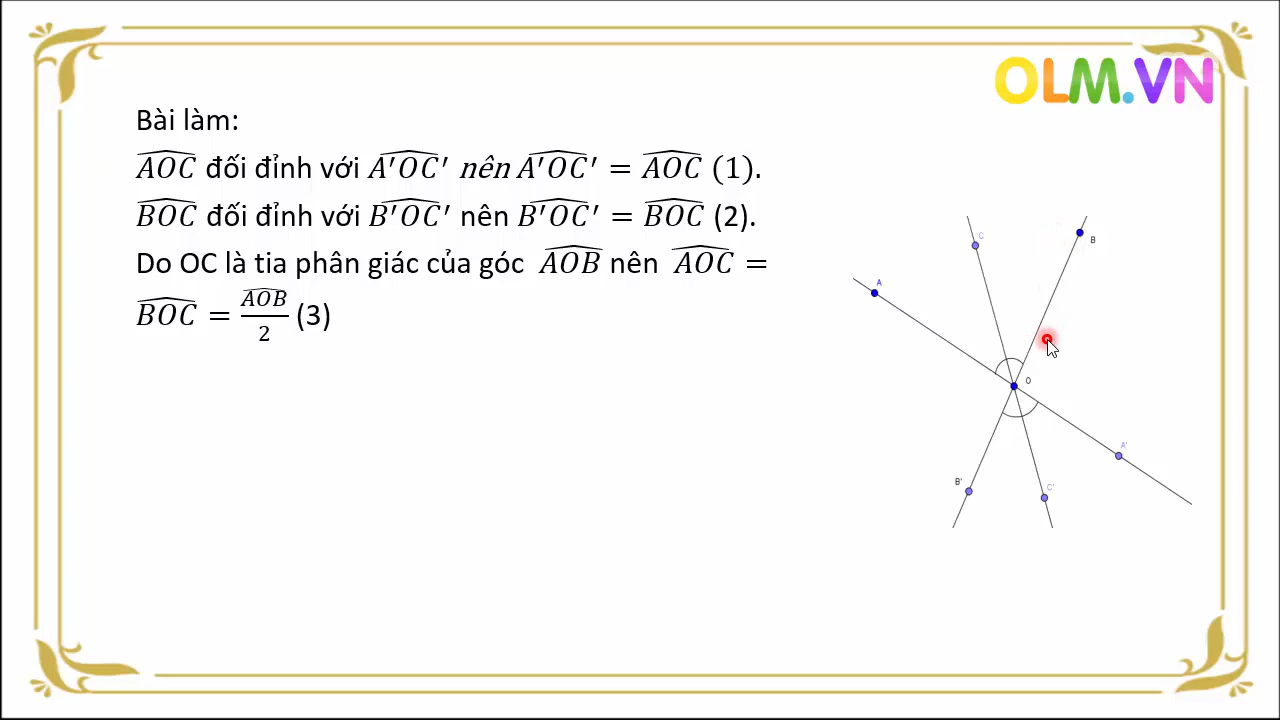 OLM.VN
Bài làm:
$\widehat{AOC}$ đối đỉnh với $\widehat{A'OC'}$ nên $\widehat{A'OC'} = \widehat{AOC}$ (1).
$\widehat{BOC}$ đối đỉnh với $\widehat{B'OC'}$ nên $\widehat{B'OC'} = \widehat{BOC}$ (2).
Do OC là tia phân giác của góc $\widehat{AOB}$ nên $\widehat{AOC} =$
$\widehat{BOC} = \frac{\widehat{AOB}}{2}$ (3)
C
B
A
O
A'
B'
C'